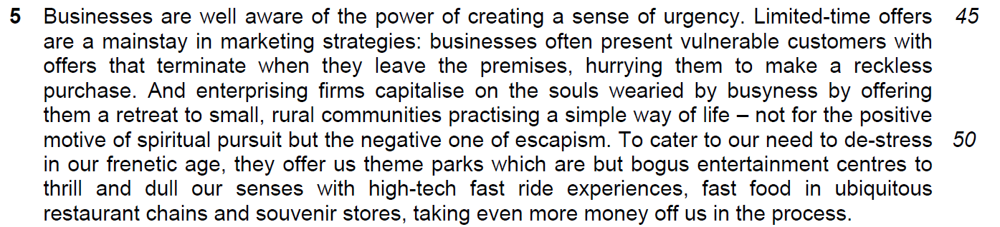 5 Businesses are well aware of the power of creating a sense of urgency. Limited-time offers 45
are a mainstay in marketing strategies: businesses often present vulnerable customers with
offers that terminate when they leave the premises, hurrying them to make a reckless
purchase. And enterprising firms capitalise on the souls wearied by busyness by offering
them a retreat to small, rural communities practising a simple way of life – not for the positive
motive of spiritual pursuit but the negative one of escapism. To cater to our need to de-stress 50
in our frenetic age, they offer us theme parks which are but bogus entertainment centres to
thrill and dull our senses with high-tech fast ride experiences, fast food in ubiquitous
restaurant chains and souvenir stores, taking even more money off us in the process.